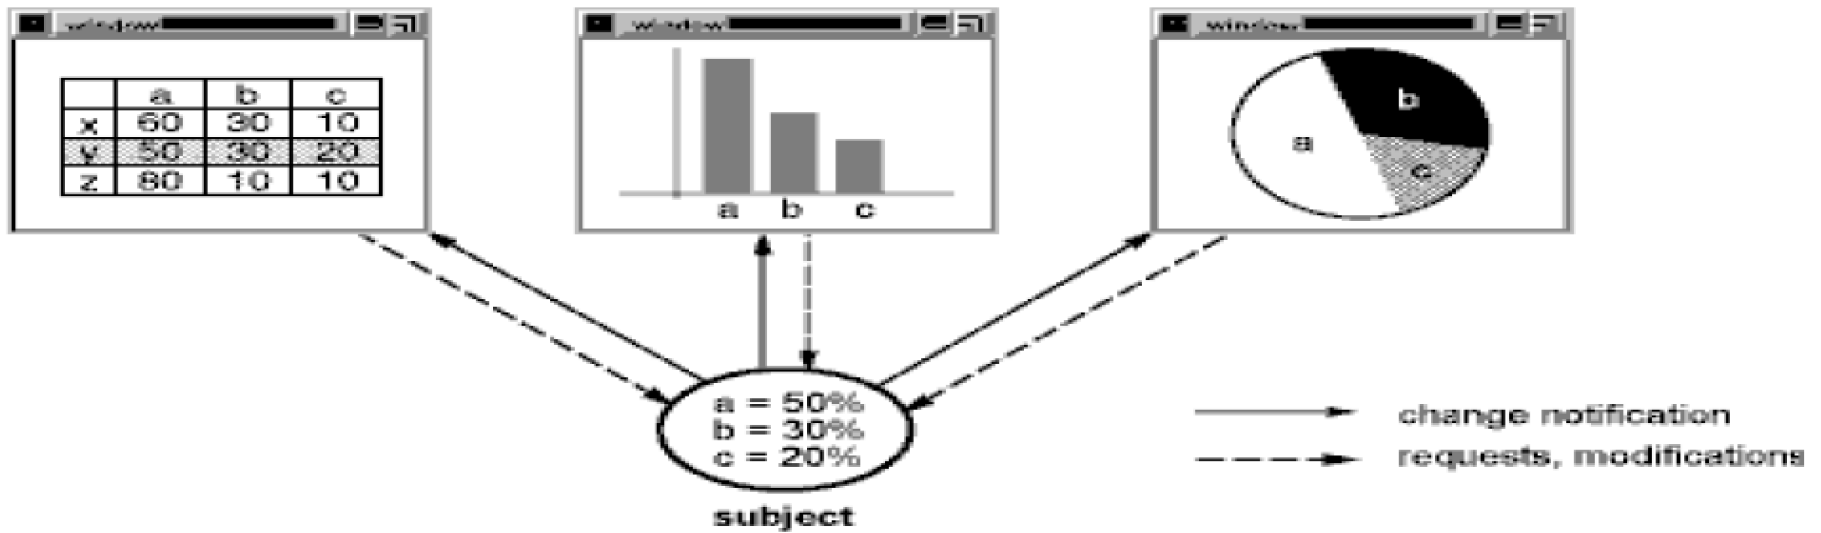 window window window
a b c
x 60 30 10
y 50 30 20
z 80 10 10
a b c
b
a
c
a = 50%
b = 30%
c = 20%
subject
change notification
requests, modifications